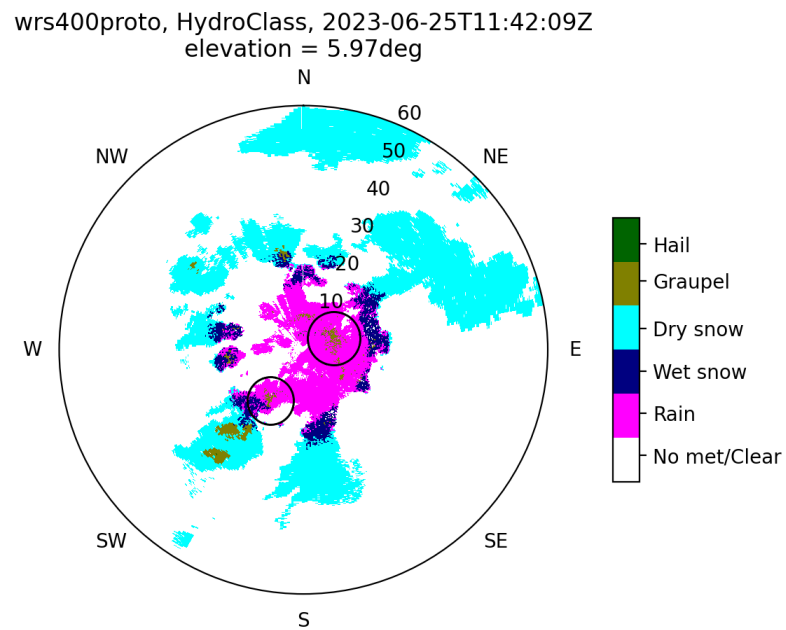 wrs400proto, HydroClass, 2023-06-25T11:42:09Z
elevation = 5.97deg
N
NW
NE
60
50
40
30
20
10
W
E
SW
SE
S
Hail
Graupel
Dry snow
Wet snow
Rain
No met/Clear